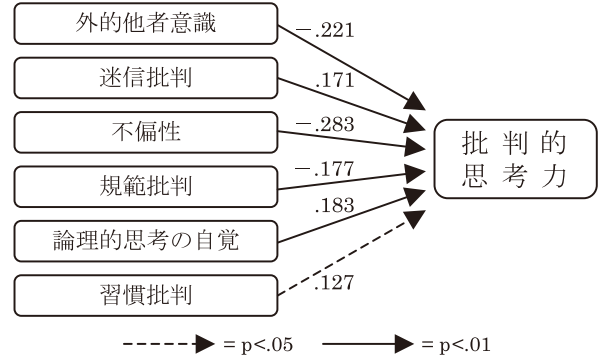 外的他者意識
-.221
迷信批判
.171
不偏性
-.283
批判的
思考力
規範批判
-.177
論理的思考の自覚
.183
習慣批判
.127
= p<.05
= p<.01